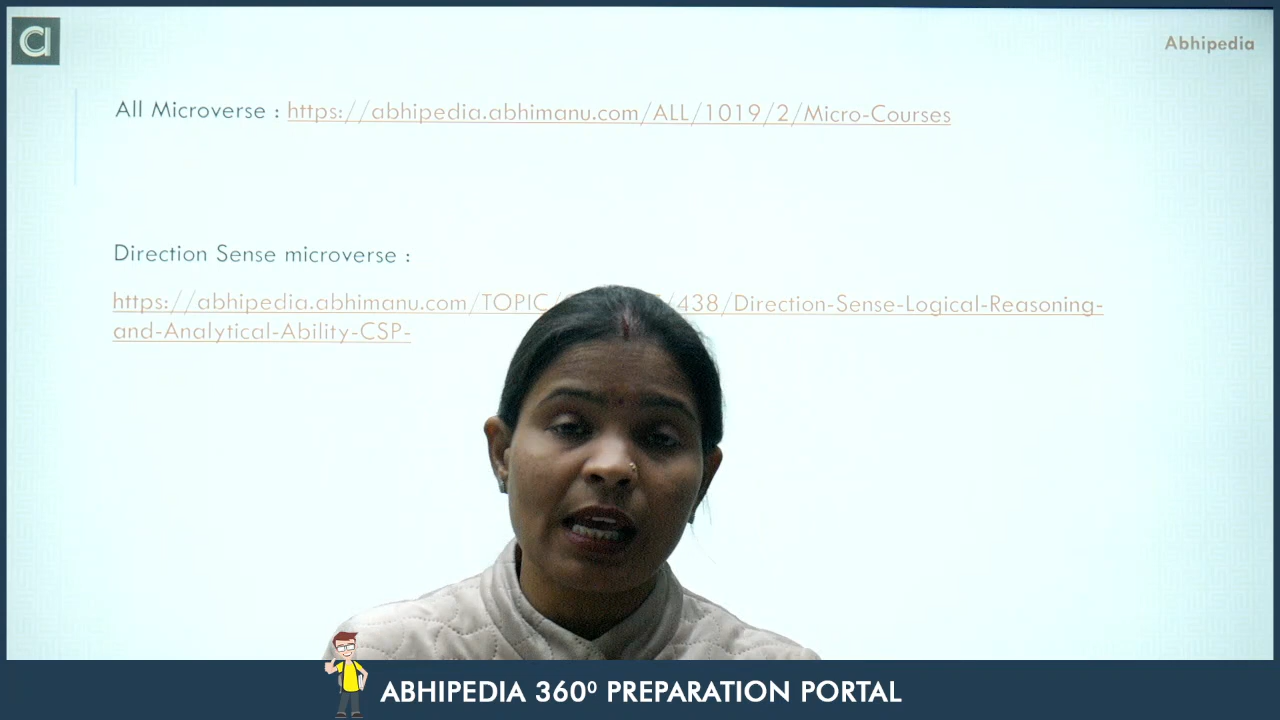 Abhipedia
All Microverse : https://abhipedia.abhimanu.com/ALL/1019/2/Micro-Courses
Direction Sense microverse :
https://abhipedia.abhimanu.com/TOPIC/ /438/Direction-Sense-Logical-Reasoning-
and-Analytical-Ability-CSP-
ABHIPEDIA 360⁰ PREPARATION PORTAL